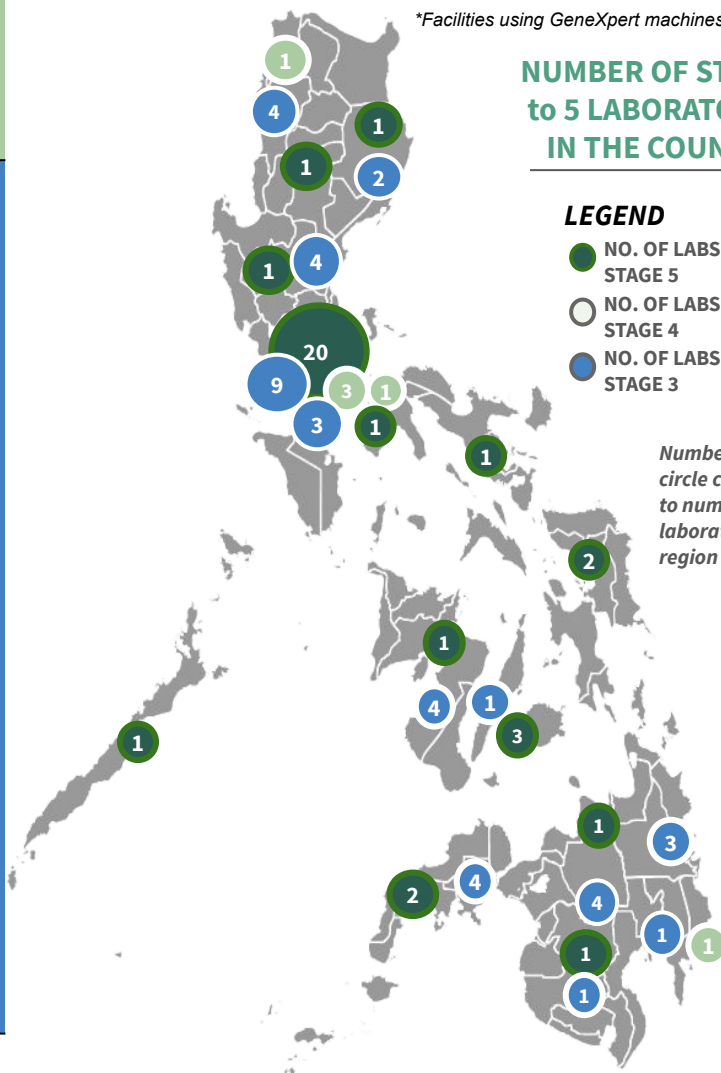 *Facilities using GeneXpert machines
NUMBER OF ST
to 5 LABORATO
IN THE COUN
LEGEND
NO. OF LABS
STAGE 5
NO. OF LABS
STAGE 4
NO. OF LABS
STAGE 3
Numbe
circle c
to num
laborat
region
1
4
1
1
2
1
4
20
9
3
1
3
1
1
2
1
4
1
3
1
1
3
2
4
4
1
1
1
1